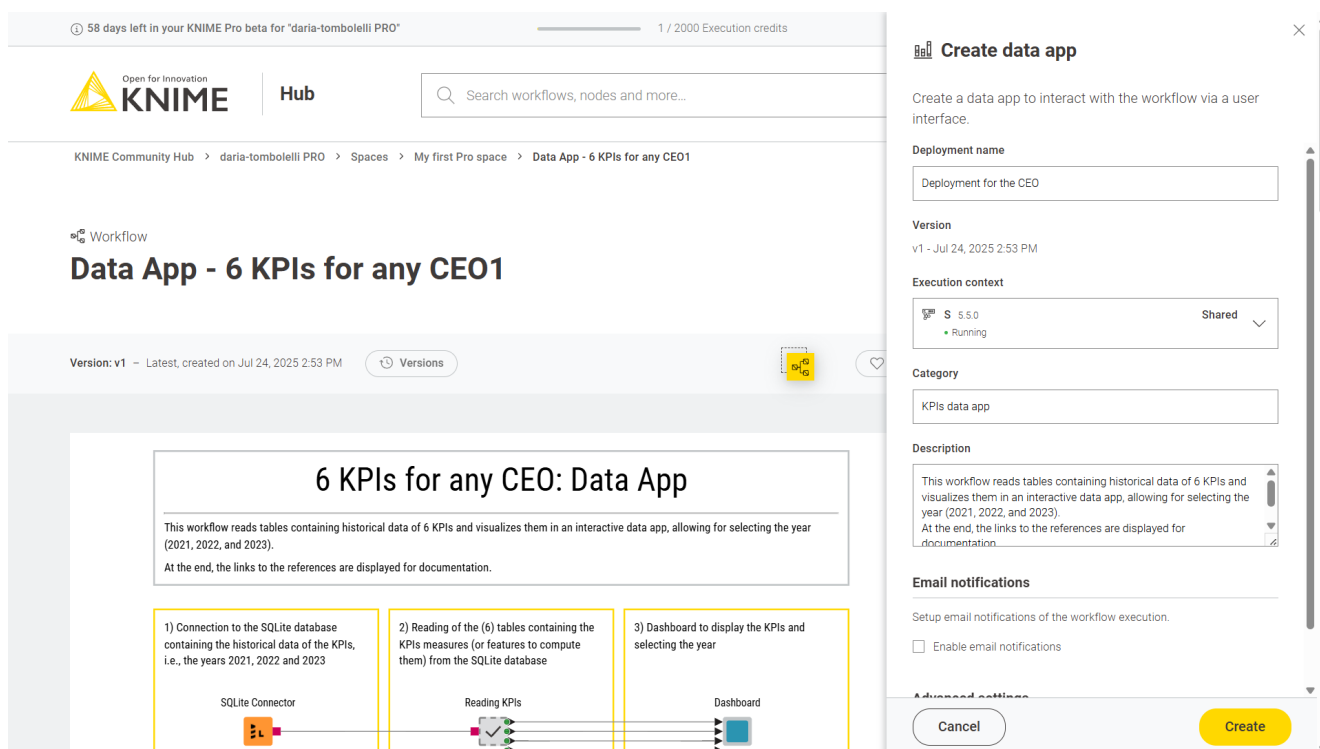 58 days left in your KNIME Pro beta for "daria-tombolelli PRO"
1 / 2000 Execution credits
Open for Innovation
KNIME
Hub
Search workflows, nodes and more...
KNIME Community Hub > daria-tombolelli PRO > Spaces > My first Pro space > Data App - 6 KPIs for any CEO1
Workflow
Data App - 6 KPIs for any CEO1
Version: v1 – Latest, created on Jul 24, 2025 2:53 PM
Versions
6 KPIs for any CEO: Data App
This workflow reads tables containing historical data of 6 KPIs and visualizes them in an interactive data app, allowing for selecting the year
(2021, 2022, and 2023).
At the end, the links to the references are displayed for documentation.
1) Connection to the SQLite database
containing the historical data of the KPIs,
i.e., the years 2021, 2022 and 2023
SQLite Connector
2) Reading of the (6) tables containing the
KPIs measures (or features to compute
them) from the SQLite database
Reading KPIs
3) Dashboard to display the KPIs and
selecting the year
Dashboard
Create data app
Create a data app to interact with the workflow via a user
interface.
Deployment name
Deployment for the CEO
Version
v1 - Jul 24, 2025 2:53 PM
Execution context
S 5.5.0
Shared
Running
Category
KPIs data app
Description
This workflow reads tables containing historical data of 6 KPIs and
visualizes them in an interactive data app, allowing for selecting the
year (2021, 2022, and 2023).
At the end, the links to the references are displayed for
documentation
Email notifications
Setup email notifications of the workflow execution.
Enable email notifications
Advanced settings
Cancel
Create